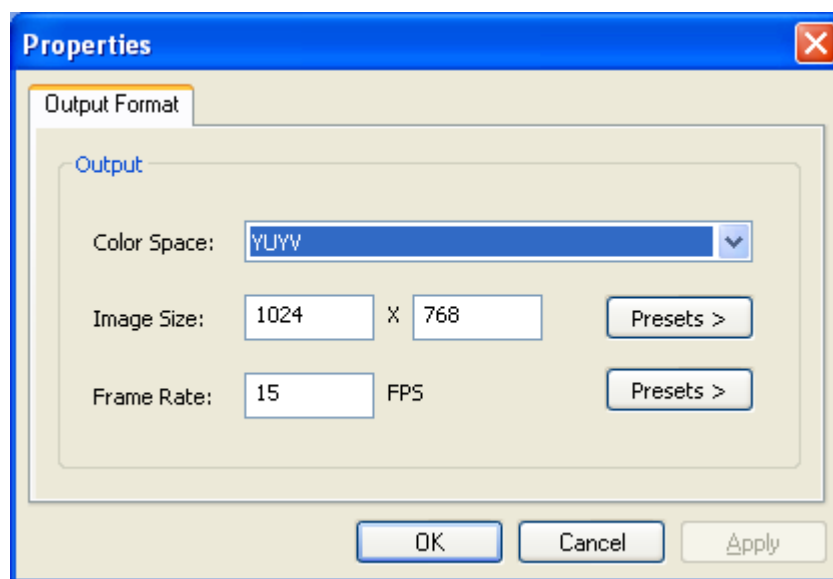 Properties
Output Format
Output
Color Space: YUYV
Image Size: 1024 X 768 Presets >
Frame Rate: 15 FPS Presets >
OK Cancel Apply